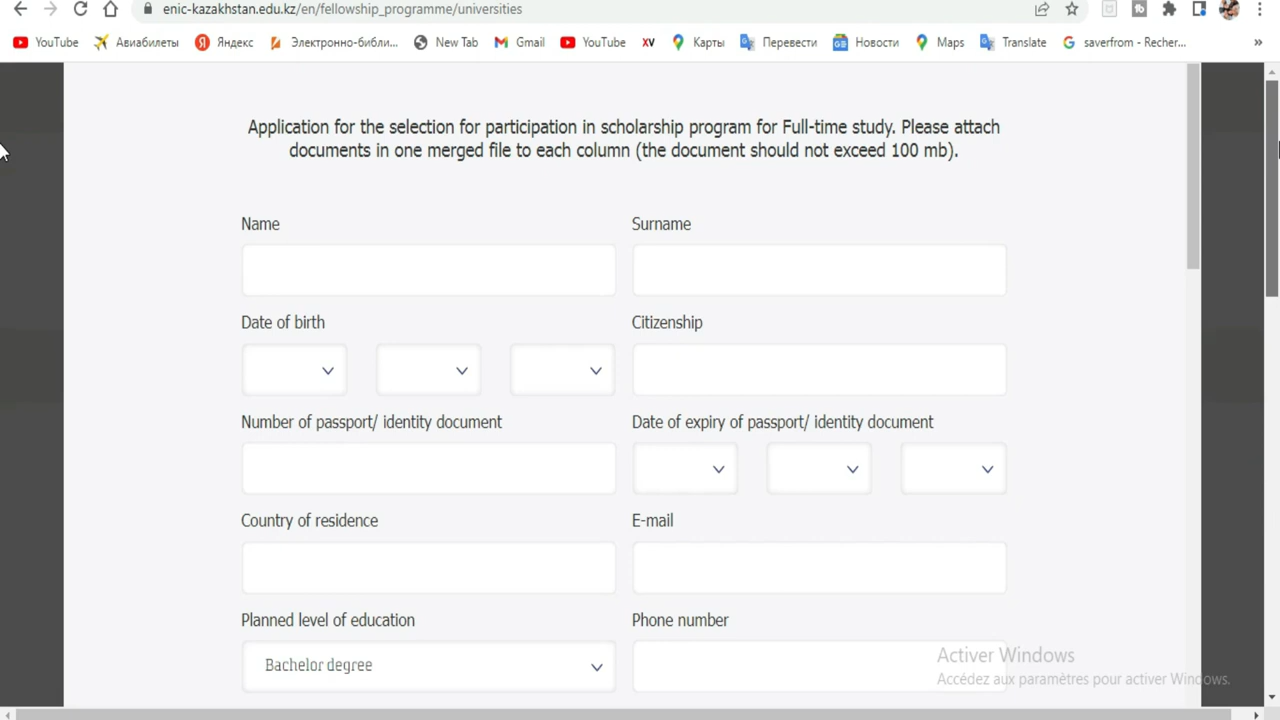 enic-kazakhstan.edu.kz/en/fellowship_programme/universities
YouTube Авиабилеты Яндекс Электронно-библи... New Tab Gmail YouTube XV Карты Перевести Новости Maps Translate saverfrom - Recher... »
Application for the selection for participation in scholarship program for Full-time study. Please attach
documents in one merged file to each column (the document should not exceed 100 mb).
Name Surname
Date of birth Citizenship
Number of passport/ identity document Date of expiry of passport/ identity document
Country of residence E-mail
Planned level of education Phone number
Bachelor degree
Activer Windows
Accédez aux paramètres pour activer Windows.